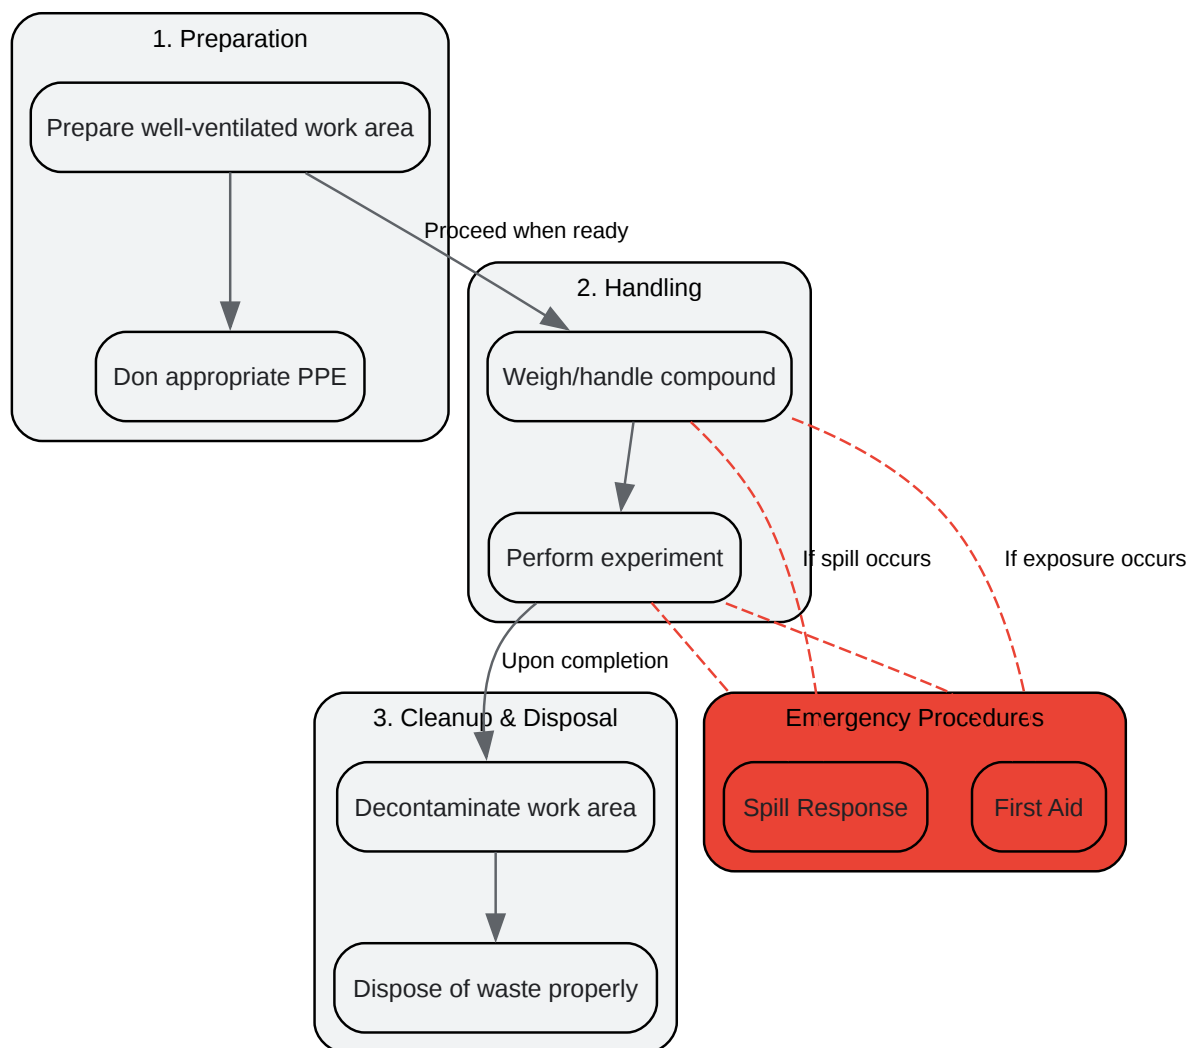 1. Preparation
Prepare well-ventilated work area
Proceed when ready
Don appropriate PPE
2. Handling
Weigh/handle compound
Perform experiment
If spill occurs
If exposure occurs
Upon completion
3. Cleanup & Disposal
Decontaminate work area
Dispose of waste properly
Emergency Procedures
Spill Response
First Aid